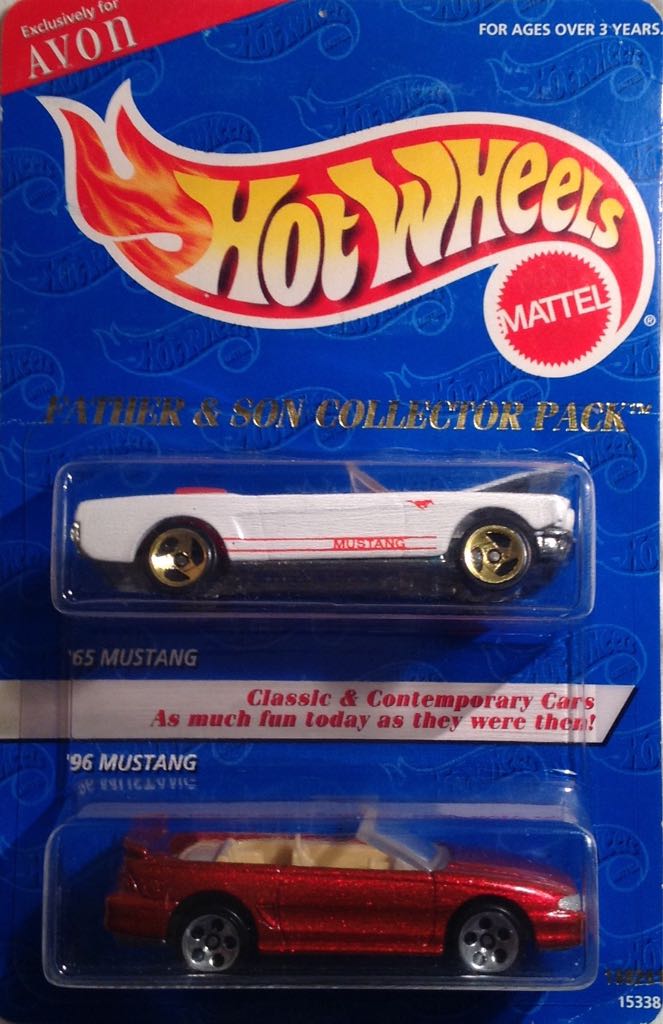 Exclusively for
AVON
FOR AGES OVER 3 YEARS.
HOT WHEELS
MATTEL
®
FATHER & SON COLLECTOR PACK™
MUSTANG
'65 MUSTANG
Classic & Contemporary Cars
As much fun today as they were then!
'96 MUSTANG
15338